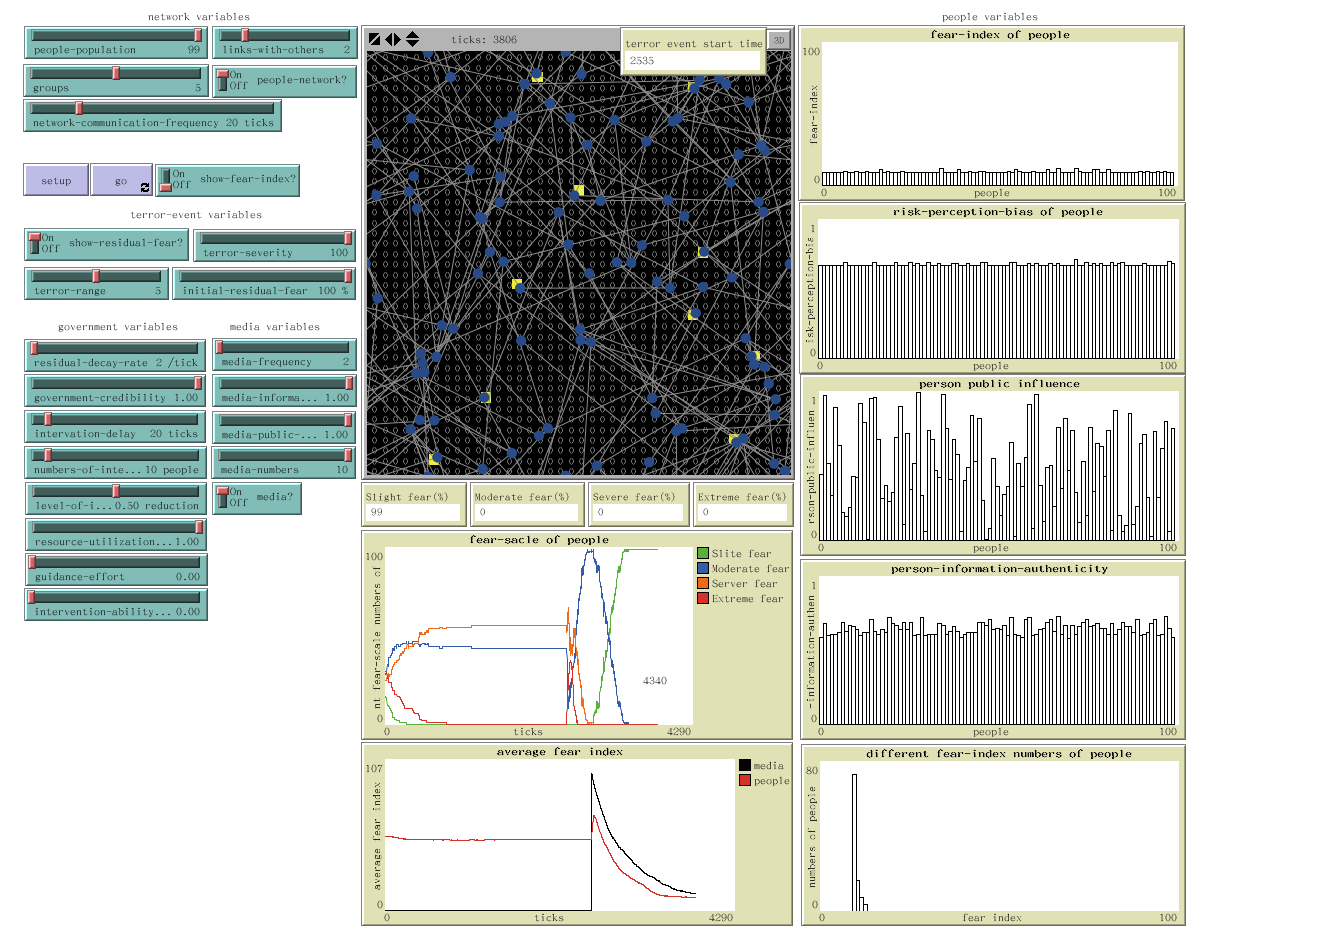 network variables
people-population 99
links-with-others 2
groups 5
On
Off
people-network?
network-communication-frequency 20 ticks
setup
go
On
Off
show-fear-index?
terror-event variables
On
Off
show-residual-fear?
terror-severity 100
terror-range 5
initial-residual-fear 100 %
government variables
media variables
residual-decay-rate 2 /tick
media-frequency 2
government-credibility 1.00
media-informa... 1.00
intervation-delay 20 ticks
media-public-... 1.00
numbers-of-inte... 10 people
media-numbers 10
level-of-i... 0.50 reduction
On
Off
media?
resource-utilization... 1.00
guidance-effort 0.00
intervention-ability... 0.00
ticks: 3806
3D
terror event start time
2535
Slight fear(%)
99
Moderate fear(%)
0
Severe fear(%)
0
Extreme fear(%)
0
fear-sacle of people
nt fear-scale numbers of
100
0
0
ticks
4290
4340
Slite fear
Moderate fear
Server fear
Extreme fear
average fear index
average fear index
107
0
0
ticks
4290
media
people
people variables
fear-index of people
fear-index
100
0
0
people
100
risk-perception-bias of people
isk-perception-bis
1
0
0
people
100
person public influence
rson-public-influen
1
0
0
people
100
person-information-authenticity
-information-authen
1
0
0
people
100
different fear-index numbers of people
numbers of people
80
0
0
fear index
100